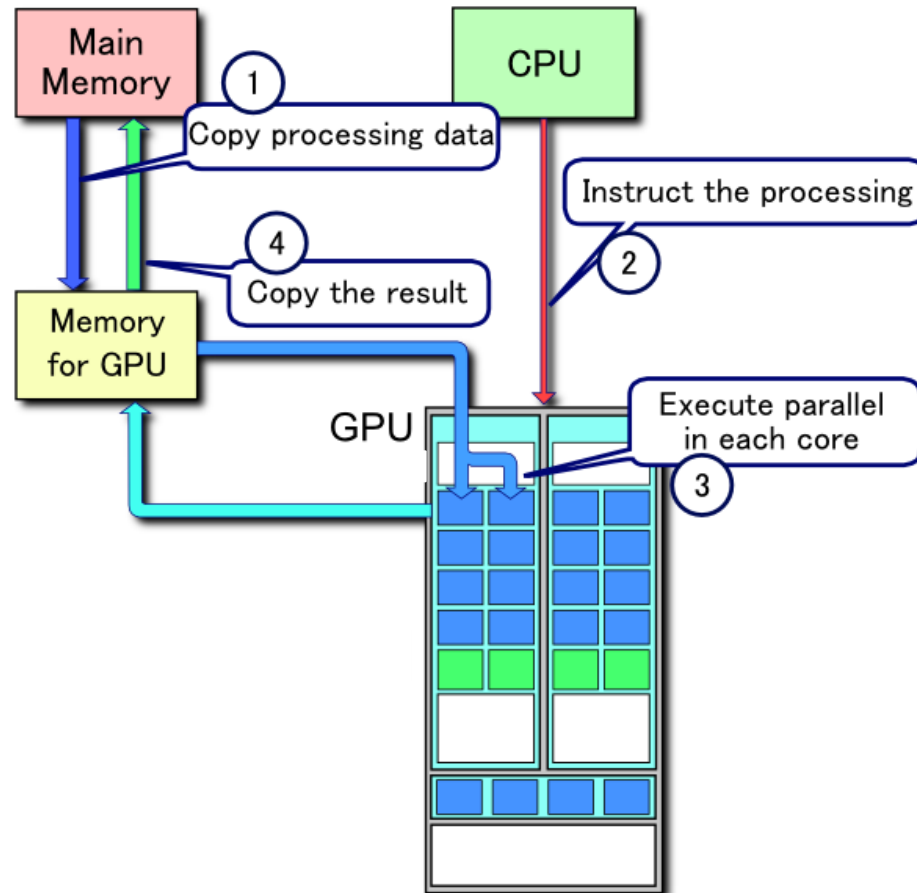 Main
Memory
CPU
1
Copy processing data
Instruct the processing
2
4
Copy the result
Memory
for GPU
GPU
Execute parallel
in each core
3